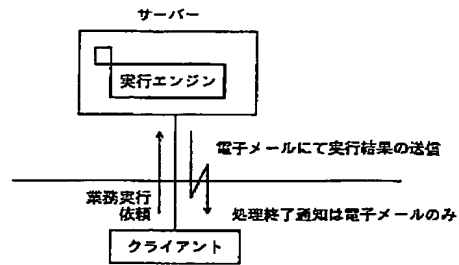 サーバー
実行エンジン
電子メールにて実行結果の送信
業務実行
依頼
処理終了通知は電子メールのみ
クライアント